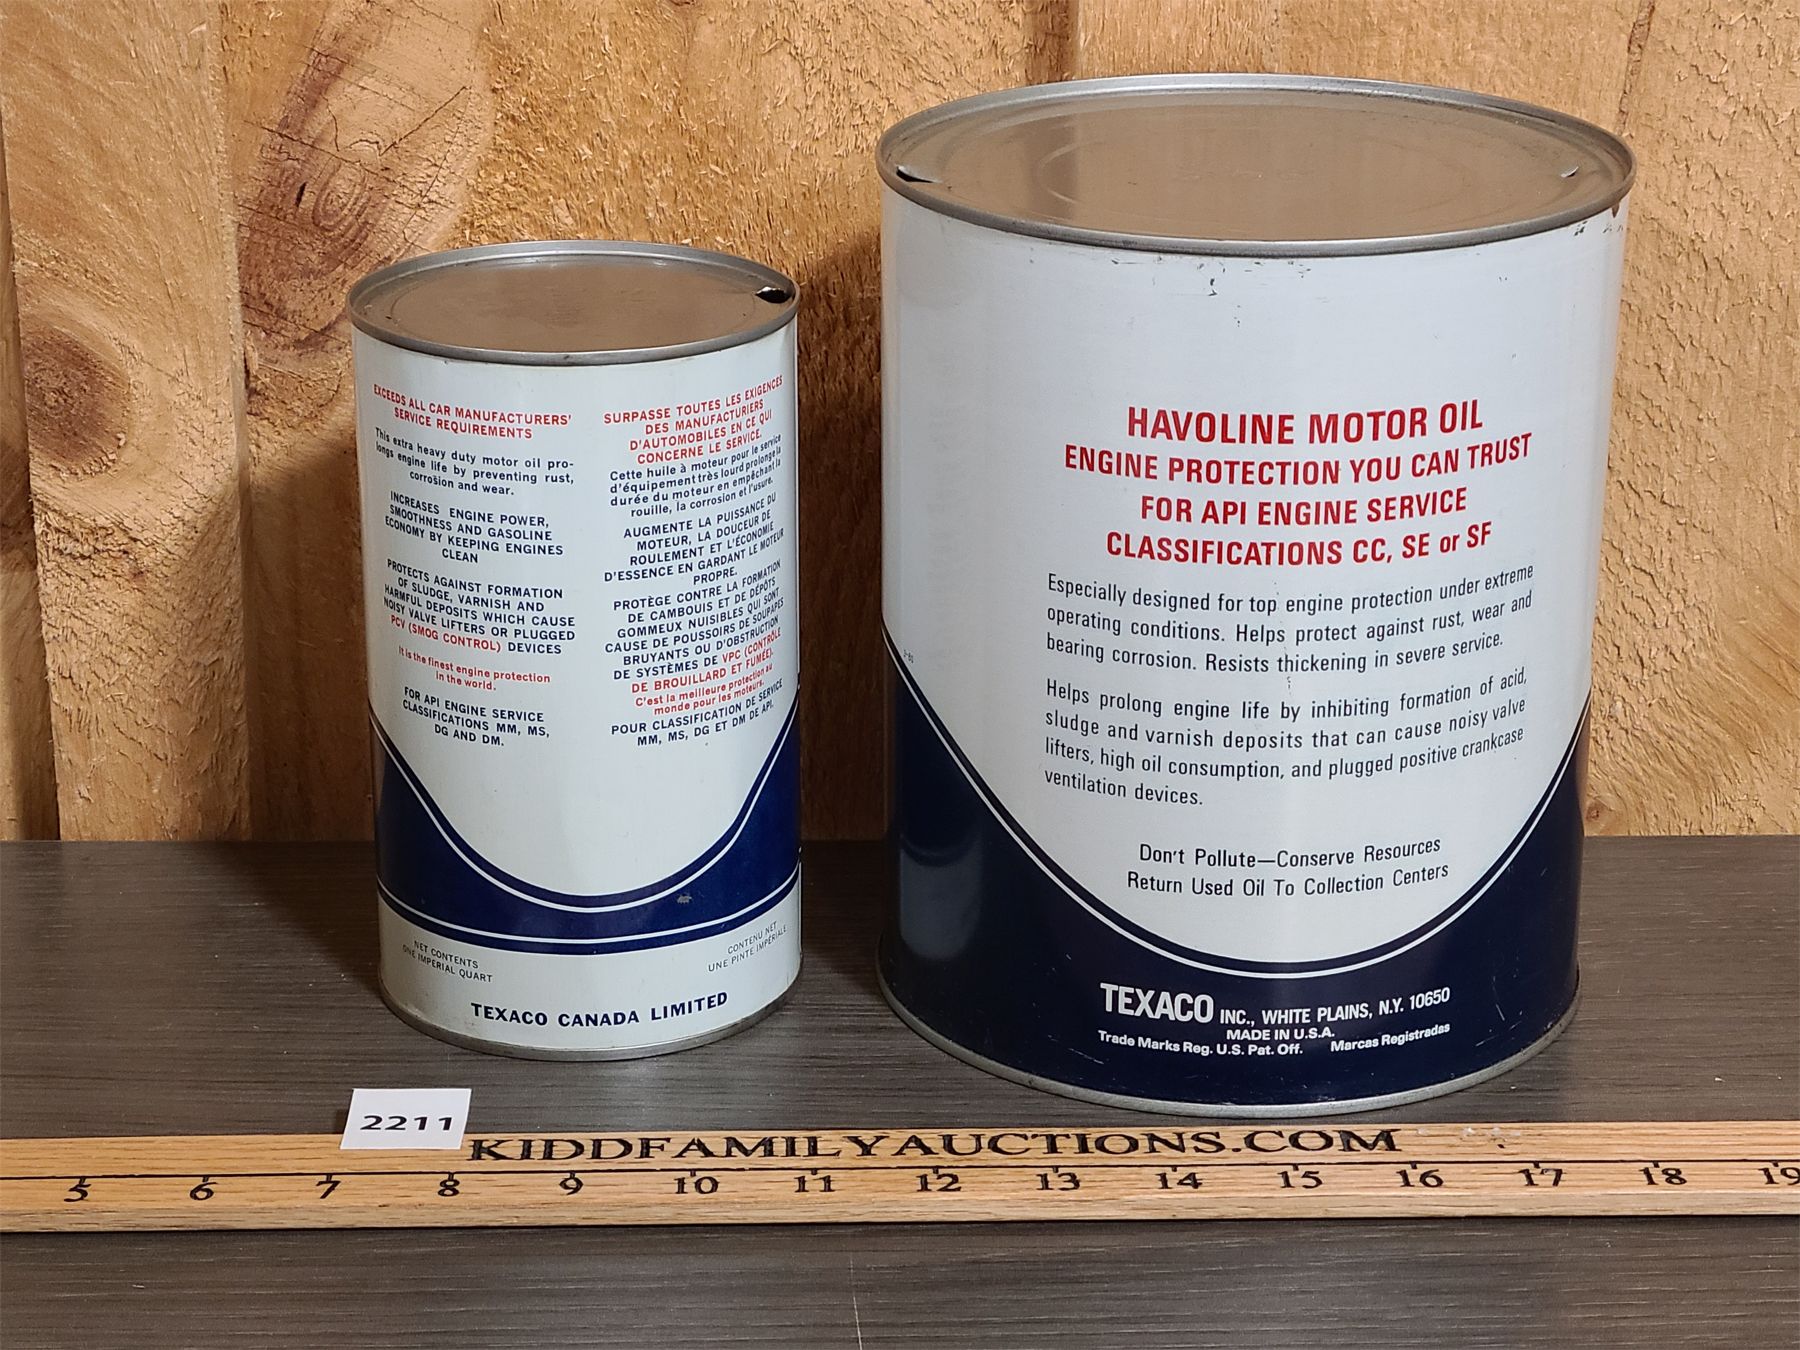 EXCEEDS ALL CAR MANUFACTURERS'
SERVICE REQUIREMENTS
This extra heavy duty motor oil pro-
longs engine life by preventing rust,
corrosion and wear.
INCREASES ENGINE POWER,
SMOOTHNESS AND GASOLINE
ECONOMY BY KEEPING ENGINES
CLEAN
PROTECTS AGAINST FORMATION
OF SLUDGE, VARNISH AND
HARMFUL DEPOSITS WHICH CAUSE
NOISY VALVE LIFTERS OR PLUGGED
PCV (SMOG CONTROL) DEVICES
It is the finest engine protection
in the world.
FOR API ENGINE SERVICE
CLASSIFICATIONS MM, MS,
DG AND DM.
SURPASSE TOUTES LES EXIGENCES
DES MANUFACTURIERS
D'AUTOMOBILES EN CE QUI
CONCERNE LE SERVICE.
Cette huile à moteur pour le service
d'équipement très lourd prolonge la
durée du moteur en empêchant la
rouille, la corrosion et l'usure.
AUGMENTE LA PUISSANCE DU
MOTEUR, LA DOUCEUR DE
ROULEMENT ET L'ÉCONOMIE
D'ESSENCE EN GARDANT LE MOTEUR
PROPRE.
PROTÈGE CONTRE LA FORMATION
DE CAMBOUIS ET DE DÉPÔTS
GOMMEUX NUISIBLES QUI SONT
CAUSE DE POUSSOIRS DE SOUPAPES
BRUYANTS OU D'OBSTRUCTION
DE SYSTÈMES DE VPC (CONTRÔLE
DE BROUILLARD ET FUMÉE).
C'est la meilleure protection au
monde pour les moteurs.
POUR CLASSIFICATION DE SERVICE
MM, MS, DG ET DM DE API.
NET CONTENTS
ONE IMPERIAL QUART
CONTENU NET
UNE PINTE IMPÉRIALE
TEXACO CANADA LIMITED
HAVOLINE MOTOR OIL
ENGINE PROTECTION YOU CAN TRUST
FOR API ENGINE SERVICE
CLASSIFICATIONS CC, SE or SF
Especially designed for top engine protection under extreme
operating conditions. Helps protect against rust, wear and
bearing corrosion. Resists thickening in severe service.
Helps prolong engine life by inhibiting formation of acid,
sludge and varnish deposits that can cause noisy valve
lifters, high oil consumption, and plugged positive crankcase
ventilation devices.
Don't Pollute—Conserve Resources
Return Used Oil To Collection Centers
TEXACO INC., WHITE PLAINS, N.Y. 10650
MADE IN U.S.A.
Trade Marks Reg. U.S. Pat. Off. Marcas Registradas
2211
KIDDFAMILYAUCTIONS.COM
5 6 7 8 9 10 11 12 13 14 15 16 17 18 19